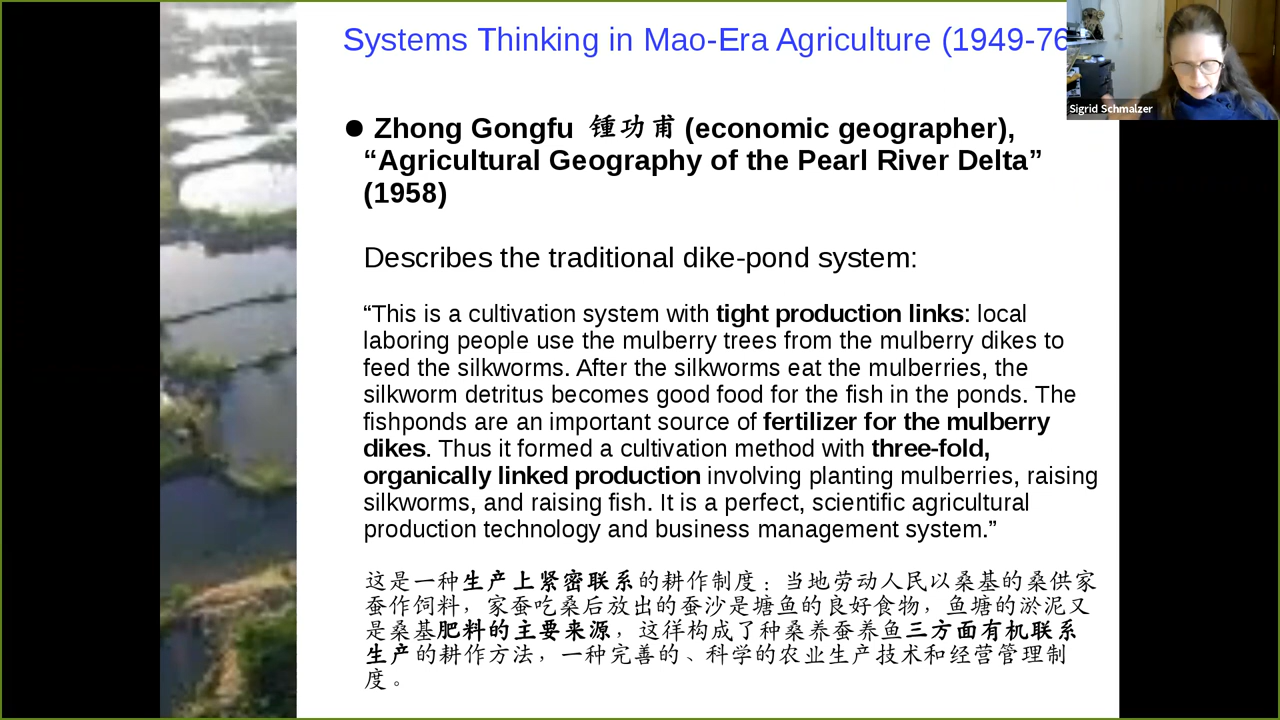 Systems Thinking in Mao-Era Agriculture (1949-76
Sigrid Schmalzer
● Zhong Gongfu 锺功甫 (economic geographer),
“Agricultural Geography of the Pearl River Delta”
(1958)
Describes the traditional dike-pond system:
“This is a cultivation system with tight production links: local
laboring people use the mulberry trees from the mulberry dikes to
feed the silkworms. After the silkworms eat the mulberries, the
silkworm detritus becomes good food for the fish in the ponds. The
fishponds are an important source of fertilizer for the mulberry
dikes. Thus it formed a cultivation method with three-fold,
organically linked production involving planting mulberries, raising
silkworms, and raising fish. It is a perfect, scientific agricultural
production technology and business management system.”
这是一种生产上紧密联系的耕作制度：当地劳动人民以桑基的桑供家
蚕作饲料，家蚕吃桑后放出的蚕沙是塘鱼的良好食物，鱼塘的淤泥又
是桑基肥料的主要来源，这样构成了种桑养蚕养鱼三方面有机联系
生产的耕作方法，一种完善的、科学的农业生产技术和经营管理制
度。